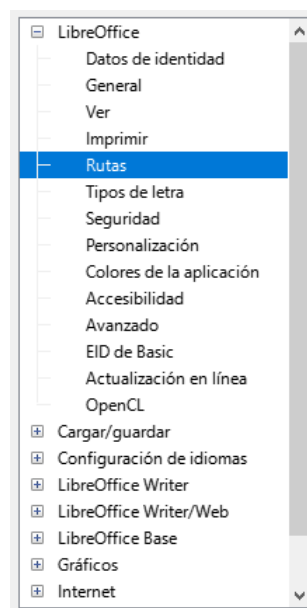 LibreOffice
Datos de identidad
General
Ver
Imprimir
Rutas
Tipos de letra
Seguridad
Personalización
Colores de la aplicación
Accesibilidad
Avanzado
EID de Basic
Actualización en línea
OpenCL
Cargar/guardar
Configuración de idiomas
LibreOffice Writer
LibreOffice Writer/Web
LibreOffice Base
Gráficos
Internet